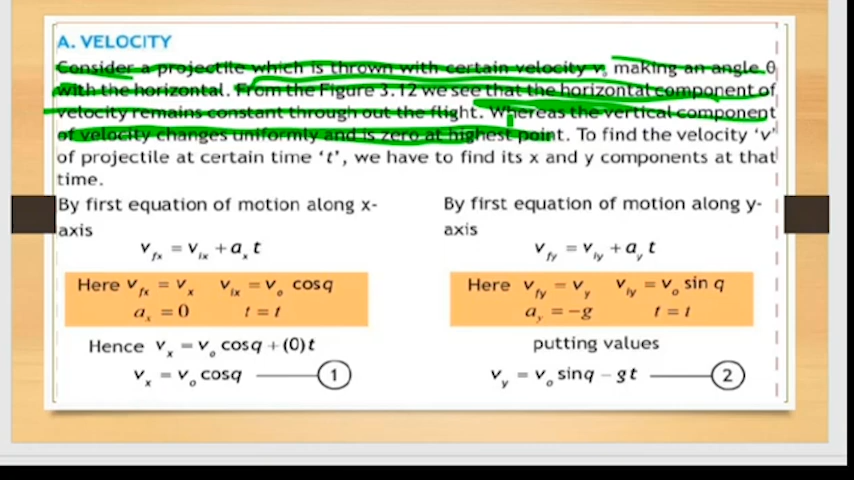 A. VELOCITY
Consider a projectile which is thrown with certain velocity vₒ making an angle θ
with the horizontal. From the Figure 3.12 we see that the horizontal component of
velocity remains constant through out the flight. Whereas the vertical component
of velocity changes uniformly and is zero at highest point. To find the velocity ‘v’
of projectile at certain time ‘t’, we have to find its x and y components at that
time.
By first equation of motion along x-
axis
v_fx = v_ix + a_x t
Here v_fx = v_x v_ix = v_o cosq
a_x = 0 t = t
Hence v_x = v_o cosq + (0) t
v_x = v_o cosq 1
By first equation of motion along y-
axis
v_fy = v_iy + a_y t
Here v_fy = v_y v_iy = v_o sin q
a_y = -g t = t
putting values
v_y = v_o sinq - gt 2